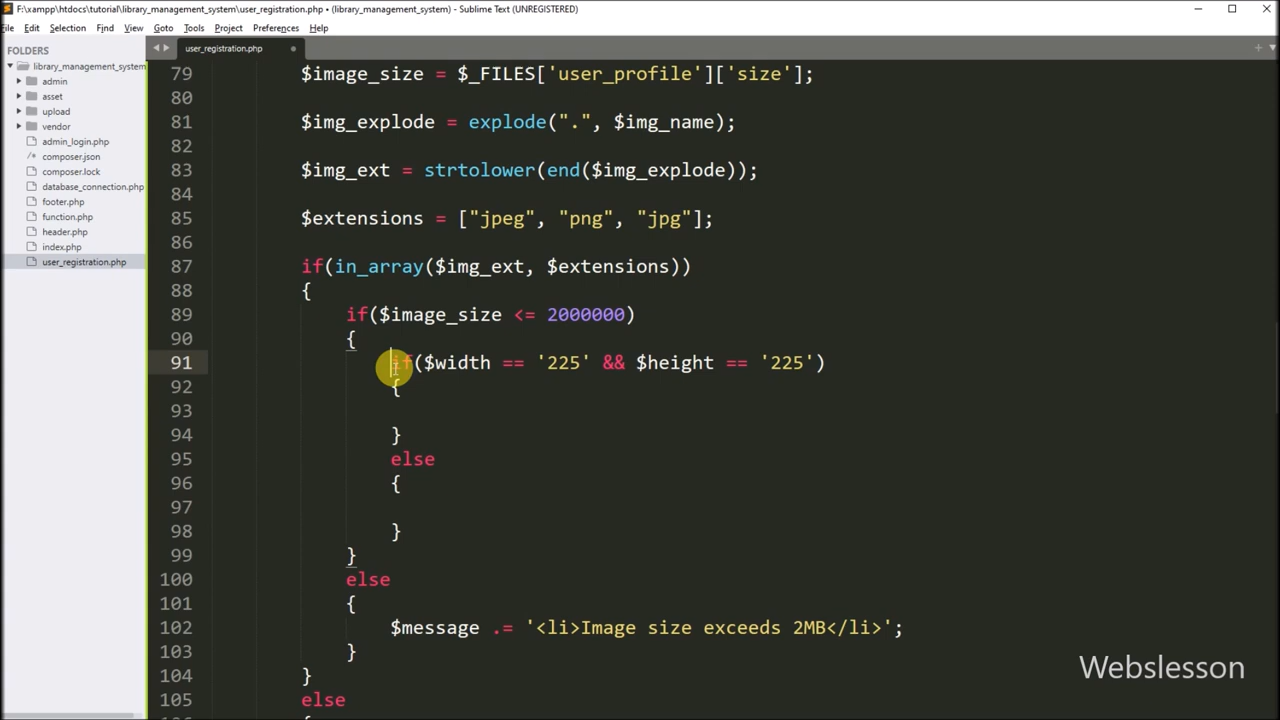 F:\xampp\htdocs\tutorial\library_management_system\user_registration.php • (library_management_system) - Sublime Text (UNREGISTERED)
File Edit Selection Find View Goto Tools Project Preferences Help
FOLDERS
library_management_system
admin
asset
upload
vendor
admin_login.php
composer.json
composer.lock
database_connection.php
footer.php
function.php
header.php
index.php
user_registration.php
user_registration.php
79 $image_size = $_FILES['user_profile']['size'];
80
81 $img_explode = explode(".", $img_name);
82
83 $img_ext = strtolower(end($img_explode));
84
85 $extensions = ["jpeg", "png", "jpg"];
86
87 if(in_array($img_ext, $extensions))
88 {
89 if($image_size <= 2000000)
90 {
91 if($width == '225' && $height == '225')
92 {
93
94 }
95 else
96 {
97
98 }
99 }
100 else
101 {
102 $message .= '<li>Image size exceeds 2MB</li>';
103 }
104 }
105 else
Webslesson